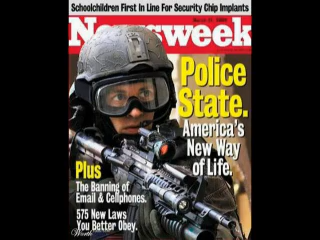 Schoolchildren First In Line For Security Chip Implants
Newsweek
Police
State.
America's
New Way
of Life.
Plus
The Banning of
Email & Cellphones.
575 New Laws
You Better Obey.
Worth